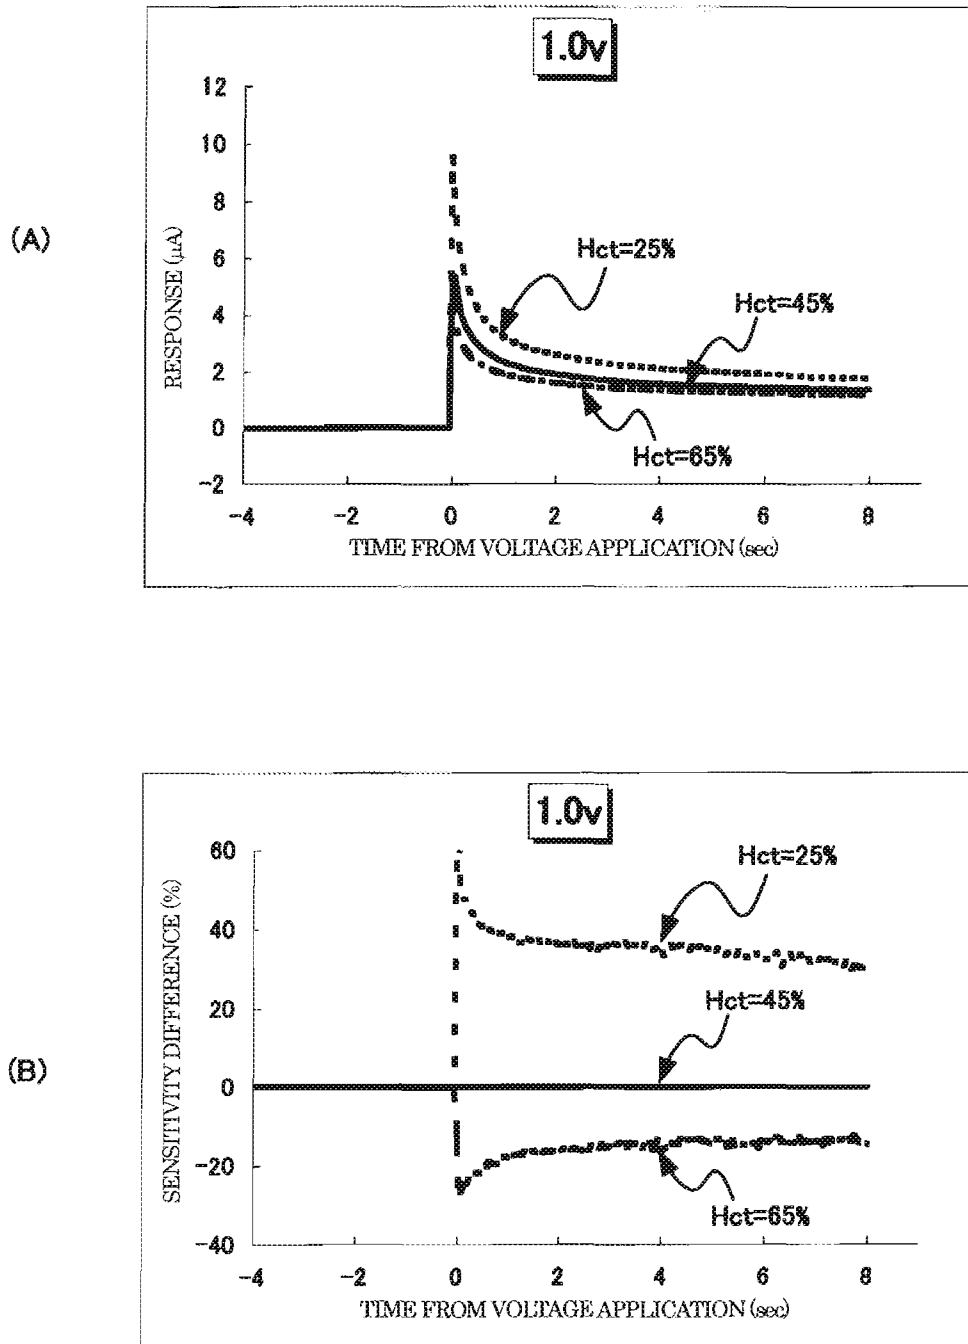 1.0v
12
10
8
6
4
2
0
-2
(A)
RESPONSE (μA)
Hct=25%
Hct=45%
Hct=65%
-4 -2 0 2 4 6 8
TIME FROM VOLTAGE APPLICATION (sec)
1.0v
60
40
20
0
-20
-40
(B)
SENSITIVITY DIFFERENCE (%)
Hct=25%
Hct=45%
Hct=65%
-4 -2 0 2 4 6 8
TIME FROM VOLTAGE APPLICATION (sec)